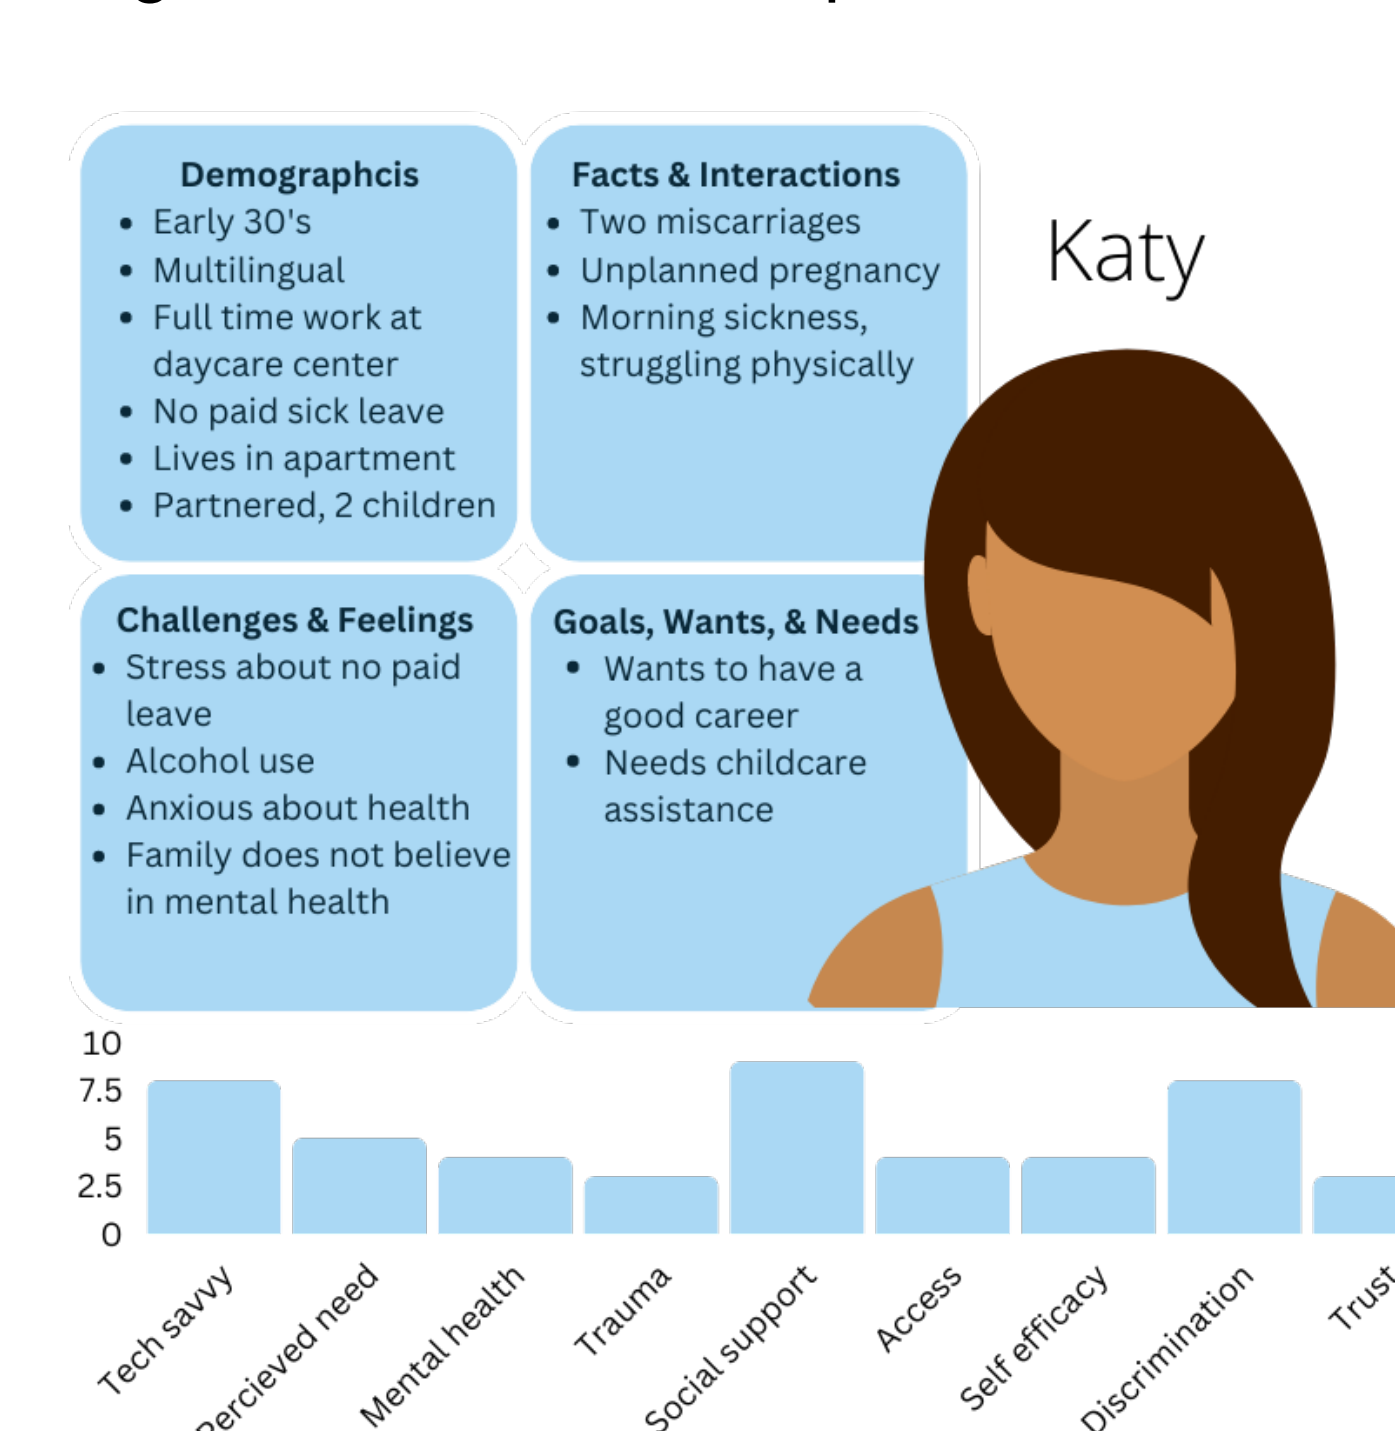 Demographcis
Early 30's
Multilingual
Full time work at
daycare center
No paid sick leave
Lives in apartment
Partnered, 2 children
Facts & Interactions
Two miscarriages
Unplanned pregnancy
Morning sickness,
struggling physically
Katy
Challenges & Feelings
Stress about no paid
leave
Alcohol use
Anxious about health
Family does not believe
in mental health
Goals, Wants, & Needs
Wants to have a
good career
Needs childcare
assistance
10
7.5
5
2.5
0
Tech savvy
Percieved need
Mental health
Trauma
Social support
Access
Self efficacy
Discrimination
Trust